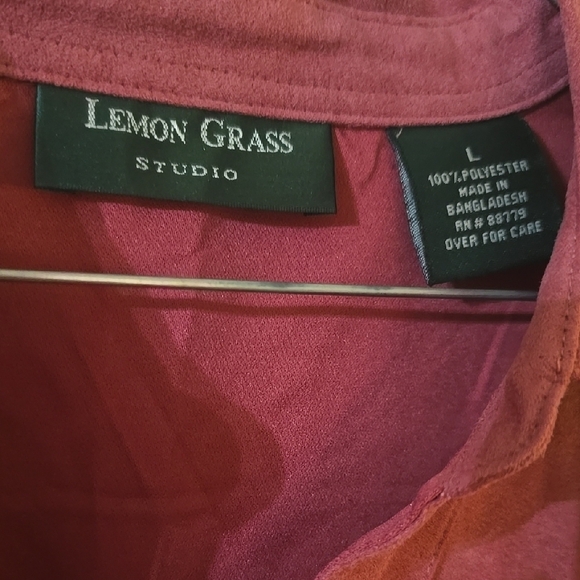 LEMON GRASS
STUDIO
L
100% POLYESTER
MADE IN
BANGLADESH
RN # 88779
OVER FOR CARE